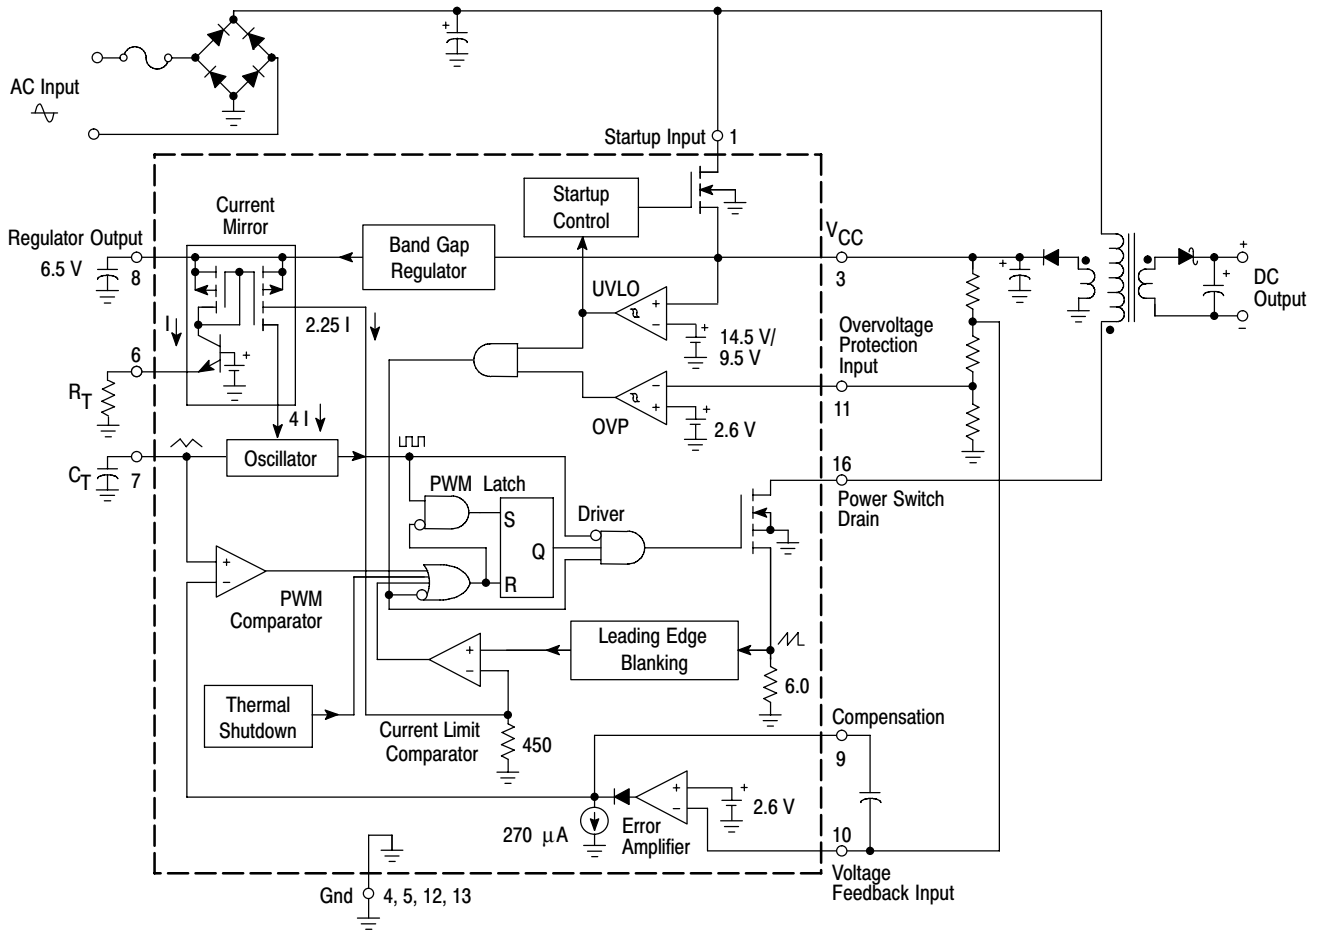 AC Input
Startup Input
1
Current
Mirror
Startup
Control
Regulator Output
6.5 V
8
Band Gap
Regulator
VCC
3
DC
Output
+
−
I
2.25 I
UVLO
+
−
+
14.5 V/
9.5 V
Overvoltage
Protection
Input
11
6
RT
+
4 I
OVP
−
+
+
2.6 V
CT
7
Oscillator
16
Power Switch
Drain
PWM Latch
S
Q
R
Driver
+
−
PWM
Comparator
Leading Edge
Blanking
+
−
6.0
Thermal
Shutdown
Current Limit
Comparator
450
Compensation
9
270 µA
Error
Amplifier
+
−
+
2.6 V
10
Voltage
Feedback Input
Gnd
4, 5, 12, 13
+
+
+